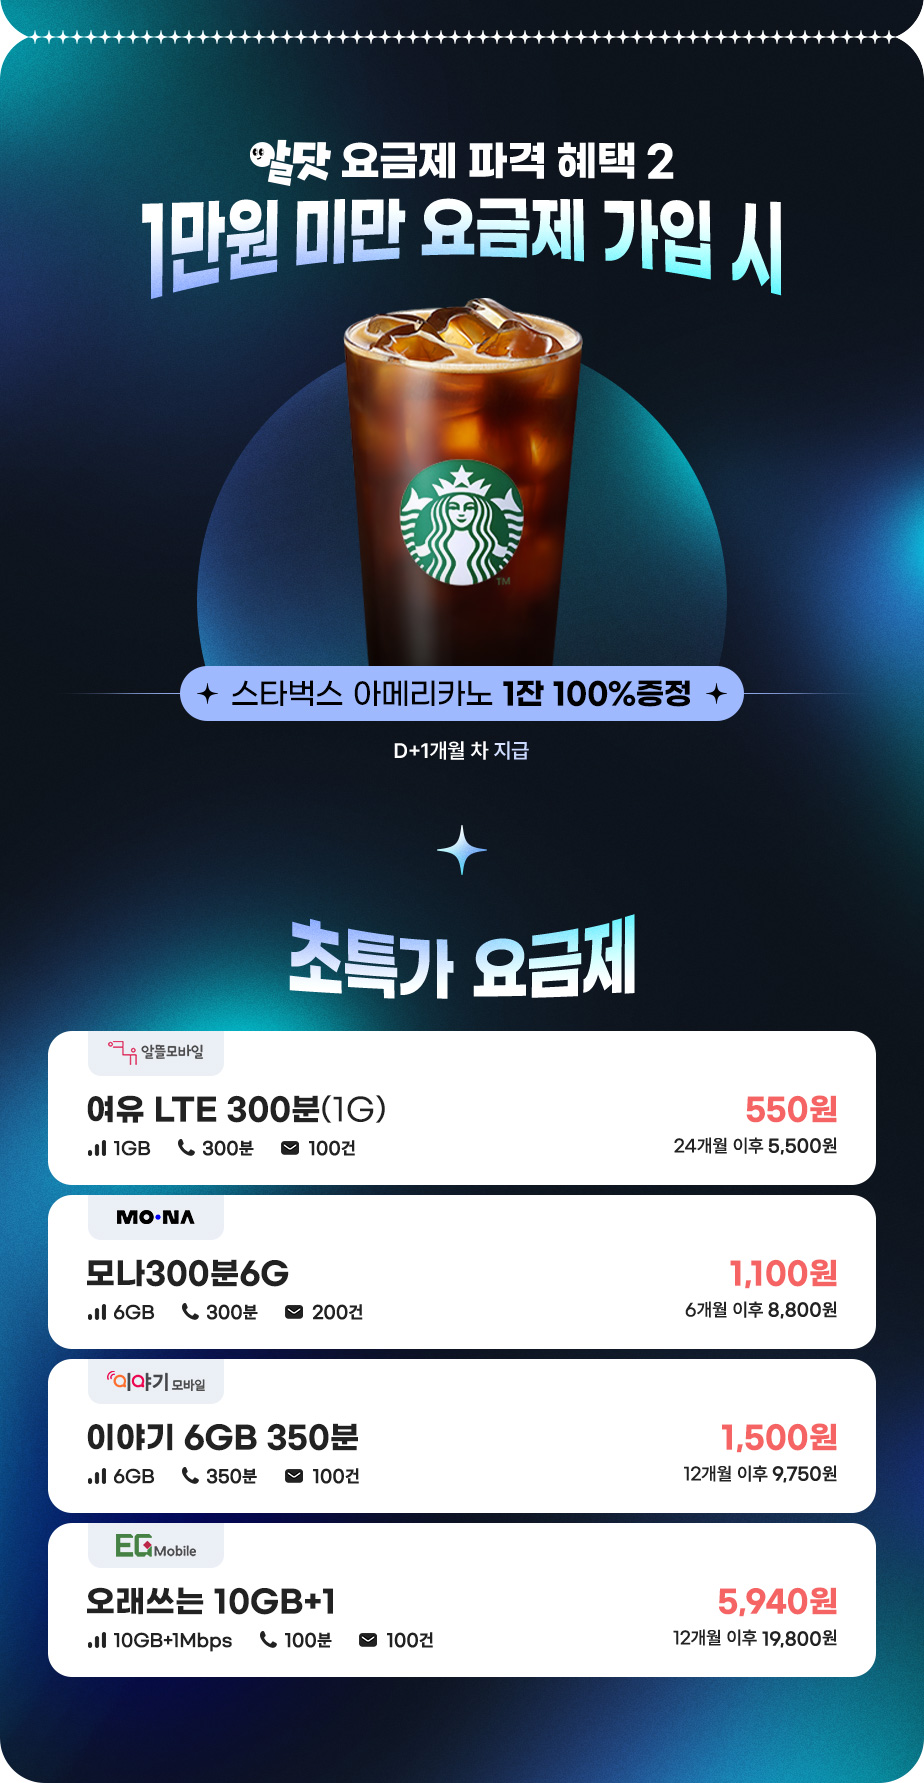 알닷 요금제 파격 혜택 2
1만원 미만 요금제 가입 시
TM
스타벅스 아메리카노 1잔 100%증정
D+1개월 차 지급
초특가 요금제
알뜰모바일
여유 LTE 300분(1G)
550원
1GB 300분 100건
24개월 이후 5,500원
MO·NA
모나300분6G
1,100원
6GB 300분 200건
6개월 이후 8,800원
이야기 모바일
이야기 6GB 350분
1,500원
6GB 350분 100건
12개월 이후 9,750원
EG Mobile
오래쓰는 10GB+1
5,940원
10GB+1Mbps 100분 100건
12개월 이후 19,800원